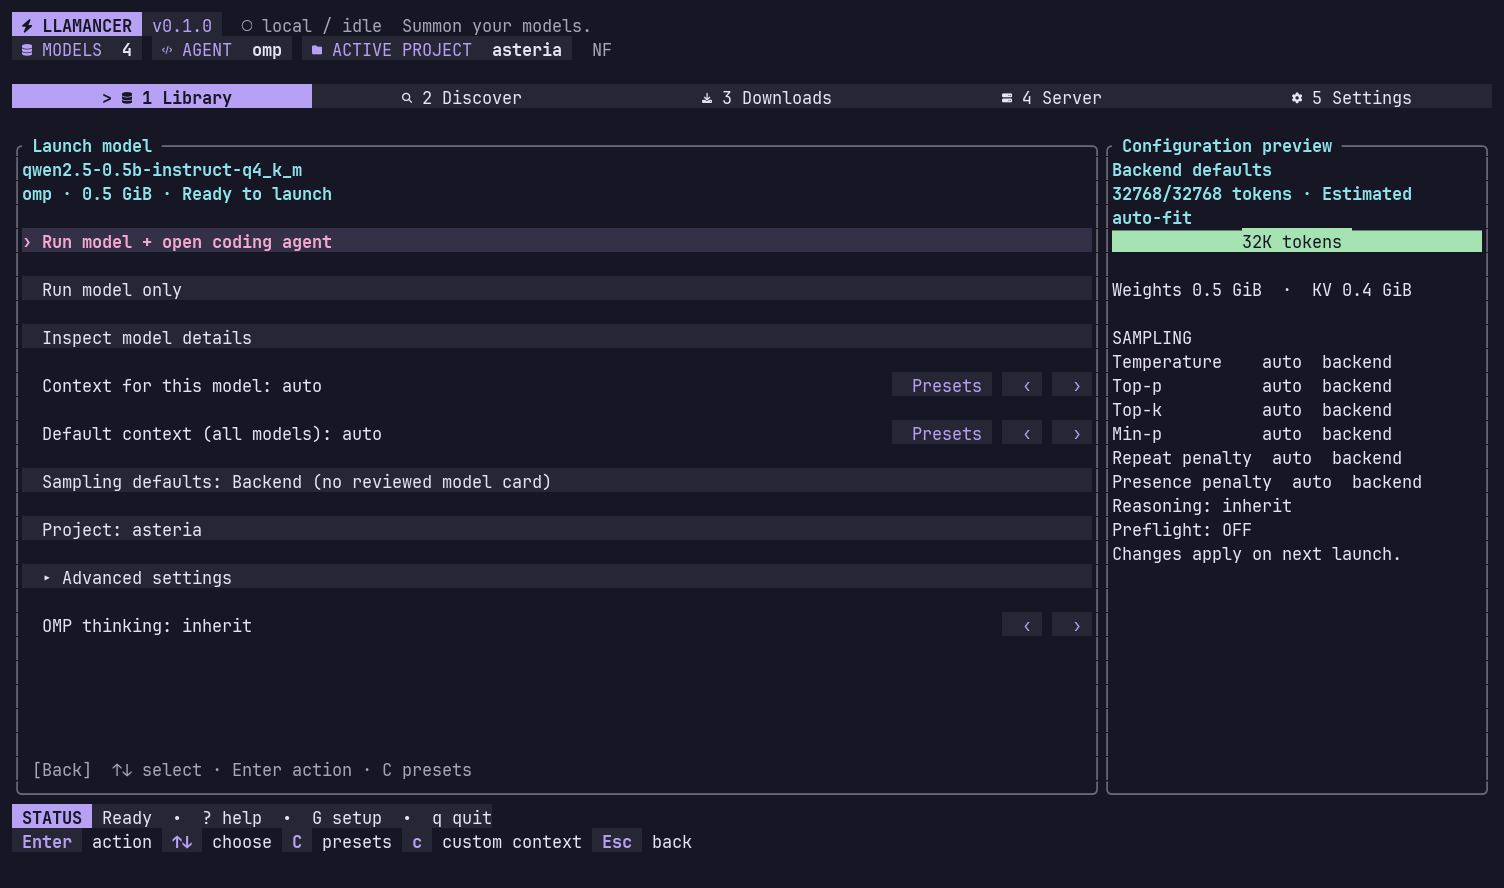 LLAMANCER v0.1.0 local / idle Summon your models.
MODELS 4 AGENT omp ACTIVE PROJECT asteria NF
> 1 Library 2 Discover 3 Downloads 4 Server 5 Settings
Launch model
qwen2.5-0.5b-instruct-q4_k_m
omp · 0.5 GiB · Ready to launch
› Run model + open coding agent
Run model only
Inspect model details
Context for this model: auto Presets ‹ ›
Default context (all models): auto Presets ‹ ›
Sampling defaults: Backend (no reviewed model card)
Project: asteria
▸ Advanced settings
OMP thinking: inherit ‹ ›
[Back] ↑↓ select · Enter action · C presets
Configuration preview
Backend defaults
32768/32768 tokens · Estimated
auto-fit
32K tokens
Weights 0.5 GiB · KV 0.4 GiB
SAMPLING
Temperature auto backend
Top-p auto backend
Top-k auto backend
Min-p auto backend
Repeat penalty auto backend
Presence penalty auto backend
Reasoning: inherit
Preflight: OFF
Changes apply on next launch.
STATUS Ready • ? help • G setup • q quit
Enter action ↑↓ choose C presets c custom context Esc back